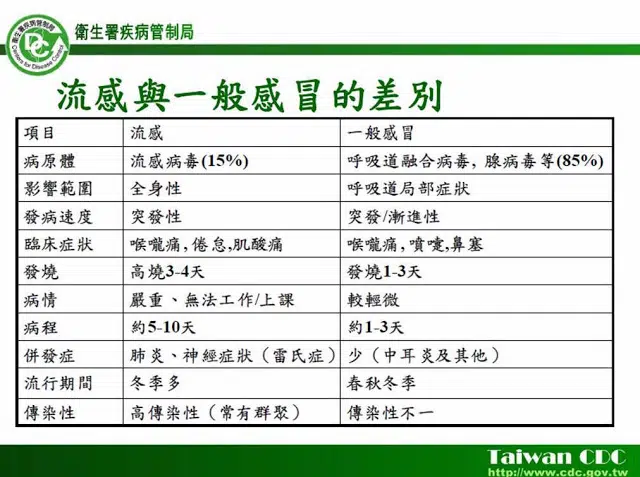 衛生署疾病管制局
衛生署疾病管制局
CDC
Centers for Disease Control
流感與一般感冒的差別
項目 流感 一般感冒
病原體 流感病毒(15%) 呼吸道融合病毒, 腺病毒等(85%)
影響範圍 全身性 呼吸道局部症狀
發病速度 突發性 突發/漸進性
臨床症狀 喉嚨痛,倦怠,肌酸痛 喉嚨痛,噴嚏,鼻塞
發燒 高燒3-4天 發燒1-3天
病情 嚴重、無法工作/上課 較輕微
病程 約5-10天 約1-3天
併發症 肺炎、神經症狀（雷氏症） 少（中耳炎及其他）
流行期間 冬季多 春秋冬季
傳染性 高傳染性（常有群聚） 傳染性不一
Taiwan CDC
http://www.cdc.gov.tw